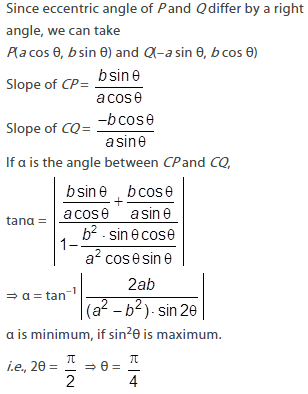 Since eccentric angle of P and Q differ by a right
angle, we can take
P(a cos θ, b sin θ) and Q(–a sin θ, b cos θ)
Slope of CP = b sin θ / a cos θ
Slope of CQ = –b cos θ / a sin θ
If α is the angle between CP and CQ,
tanα = | (b sin θ / a cos θ + b cos θ / a sin θ) / (1 – b² · sin θ cos θ / a² cos θ sin θ) |
⇒ α = tan⁻¹ | 2ab / (a² – b²) · sin 2θ |
α is minimum, if sin²θ is maximum.
i.e., 2θ = π / 2 ⇒ θ = π / 4